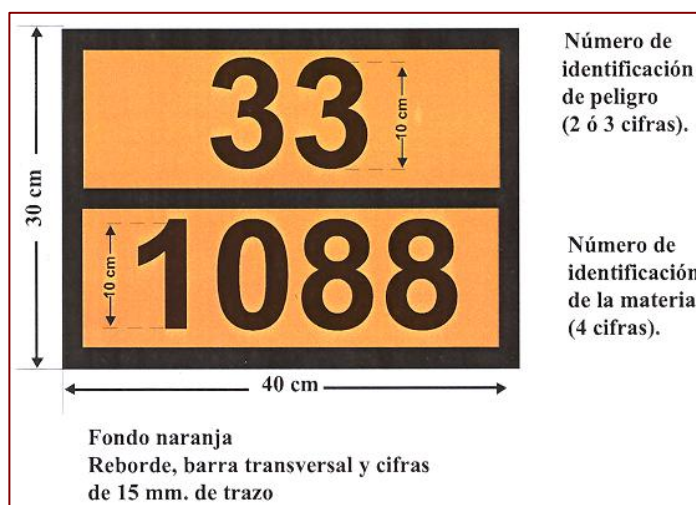 33
10 cm
1088
10 cm
30 cm
40 cm
Número de
identificación
de peligro
(2 ó 3 cifras).
Número de
identificación
de la materia
(4 cifras).
Fondo naranja
Reborde, barra transversal y cifras
de 15 mm. de trazo